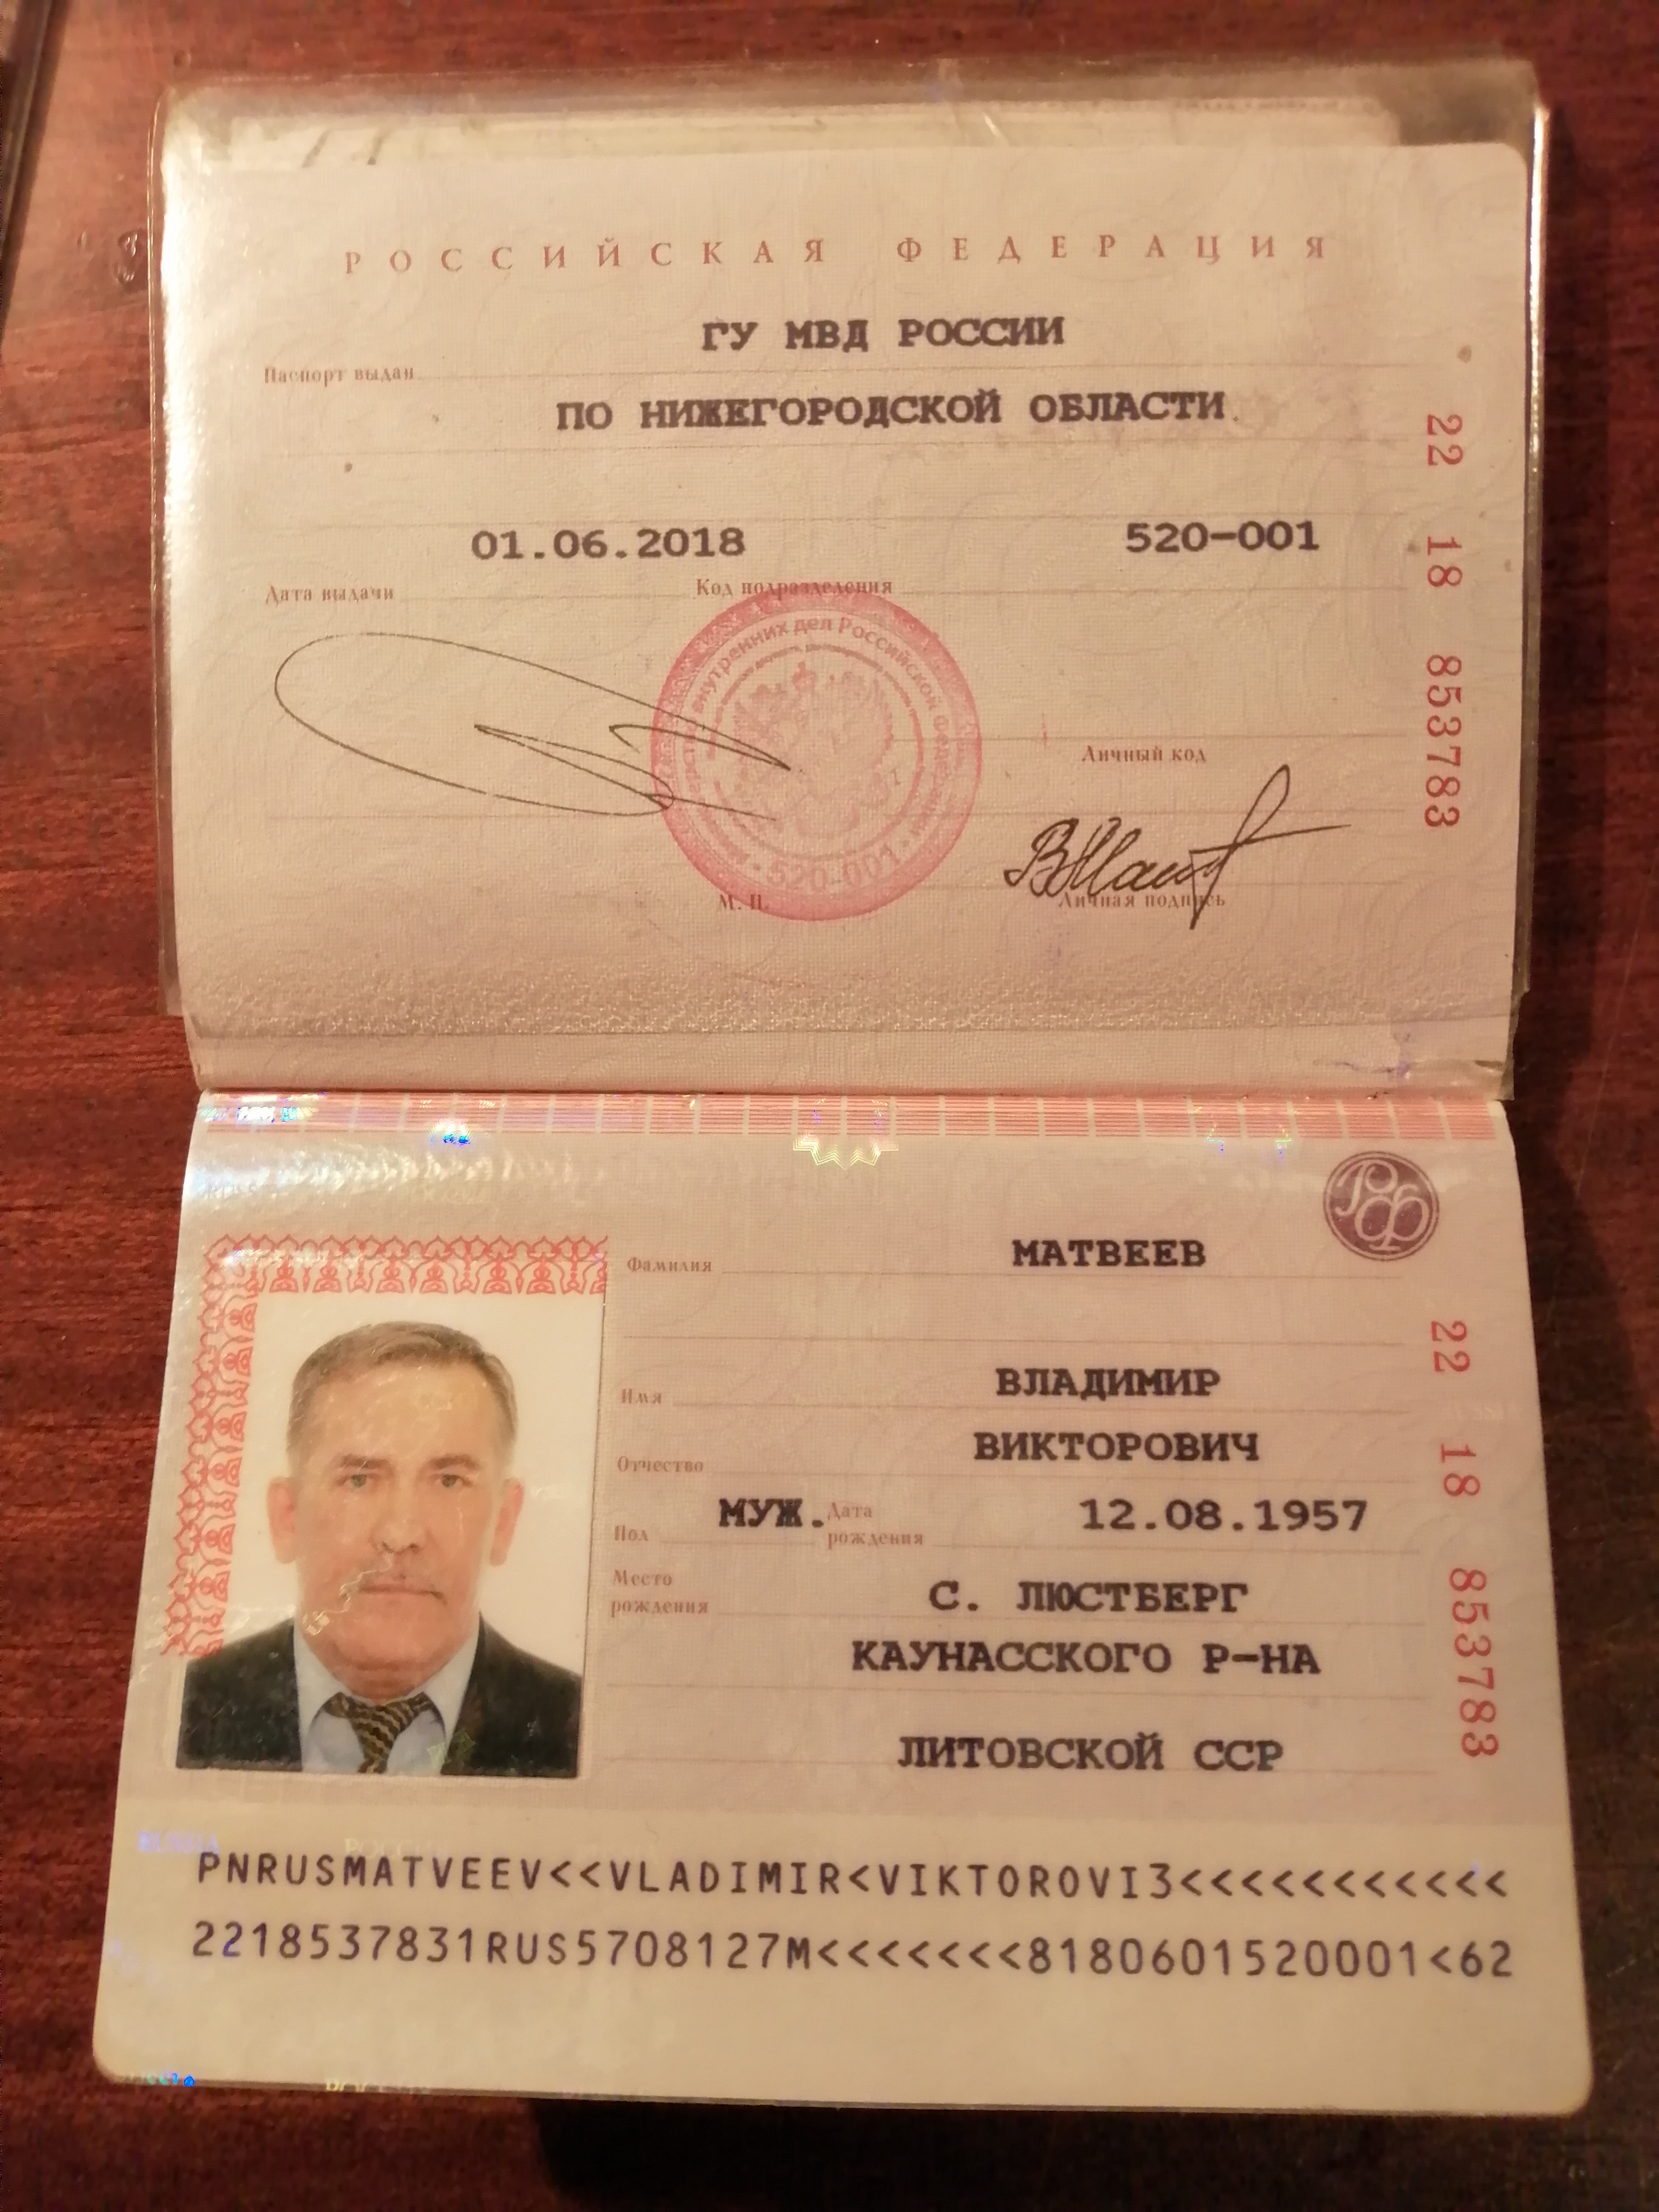 РОССИЙСКАЯ ФЕДЕРАЦИЯ
ГУ МВД РОССИИ
Паспорт выдан
ПО НИЖЕГОРОДСКОЙ ОБЛАСТИ
01.06.2018 520-001
Дата выдачи Код подразделения
внутренних дел Российской Федерации
520-001
Личный код
М. П.
Личная подпись
22 18 853783
РФ
Фамилия МАТВЕЕВ
Имя ВЛАДИМИР
Отчество ВИКТОРОВИЧ
Пол МУЖ. Дата рождения 12.08.1957
Место рождения С. ЛЮСТБЕРГ
КАУНАССКОГО Р-НА
ЛИТОВСКОЙ ССР
22 18 853783
RUSSIA
PNRUSMATVEEV<<VLADIMIR<VIKTOROVI3<<<<<<<<<<<
2218537831RUS5708127M<<<<<<<8180601520001<62